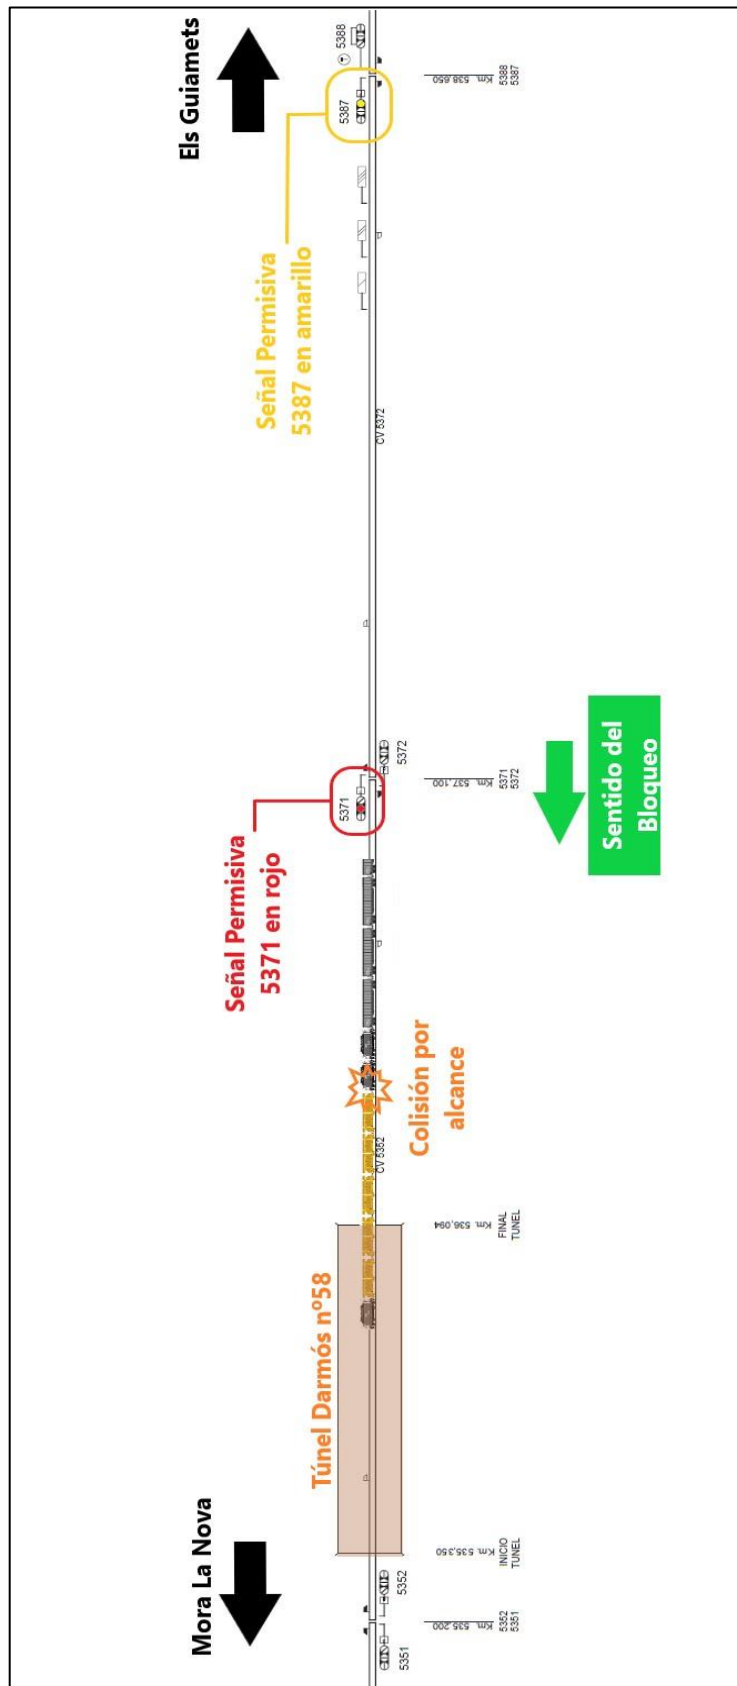 Els Guiamets
5388
5387
Señal Permisiva
5387 en amarillo
Km. 538,650
5388
5387
CV 5372
5372
5371
Señal Permisiva
5371 en rojo
Km. 537,100
5371
5372
Sentido del
Bloqueo
Colisión por
alcance
CV 5352
Km. 536,094
FINAL
TUNEL
Túnel Darmós nº58
Km. 535,350
INICIO
TUNEL
Mora La Nova
5352
5351
Km. 535,200
5352
5351